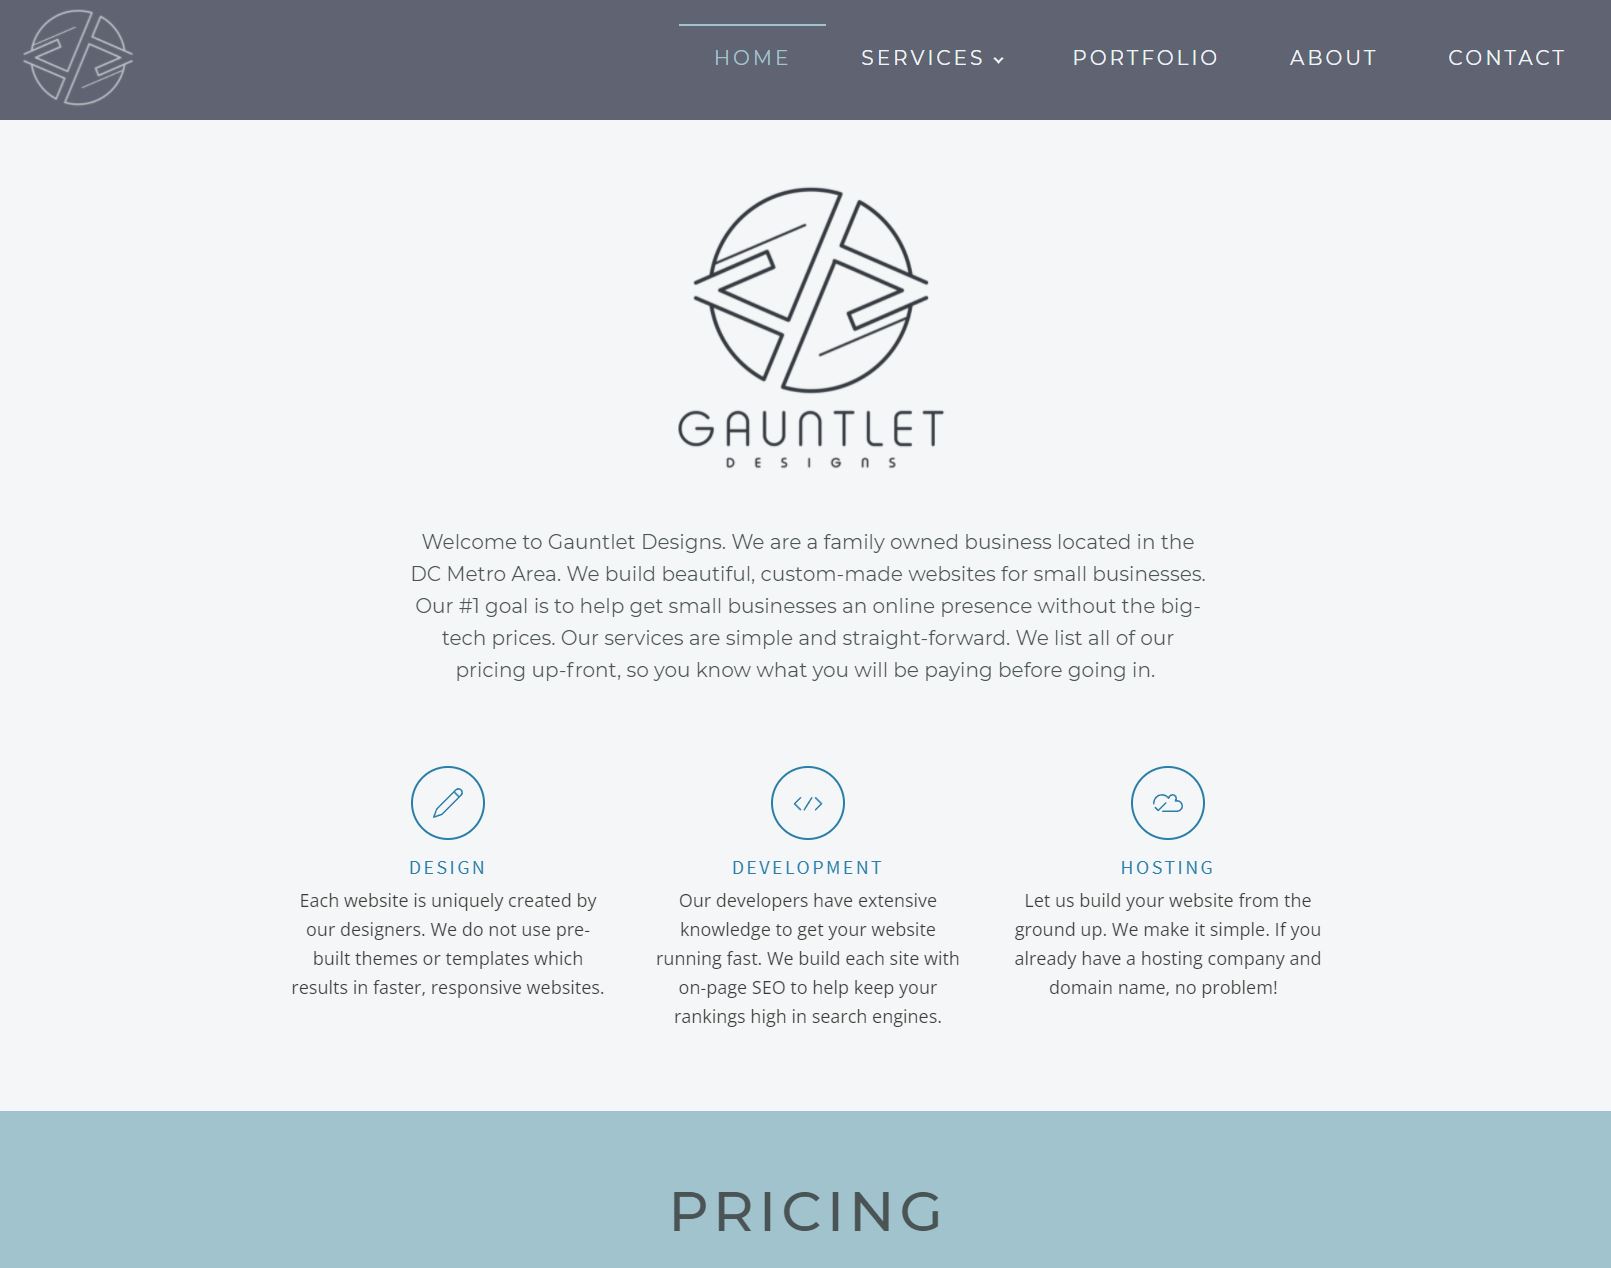 HOME SERVICES PORTFOLIO ABOUT CONTACT
GAUNTLET
DESIGNS
Welcome to Gauntlet Designs. We are a family owned business located in the
DC Metro Area. We build beautiful, custom-made websites for small businesses.
Our #1 goal is to help get small businesses an online presence without the big-
tech prices. Our services are simple and straight-forward. We list all of our
pricing up-front, so you know what you will be paying before going in.
DESIGN
Each website is uniquely created by
our designers. We do not use pre-
built themes or templates which
results in faster, responsive websites.
DEVELOPMENT
Our developers have extensive
knowledge to get your website
running fast. We build each site with
on-page SEO to help keep your
rankings high in search engines.
HOSTING
Let us build your website from the
ground up. We make it simple. If you
already have a hosting company and
domain name, no problem!
PRICING